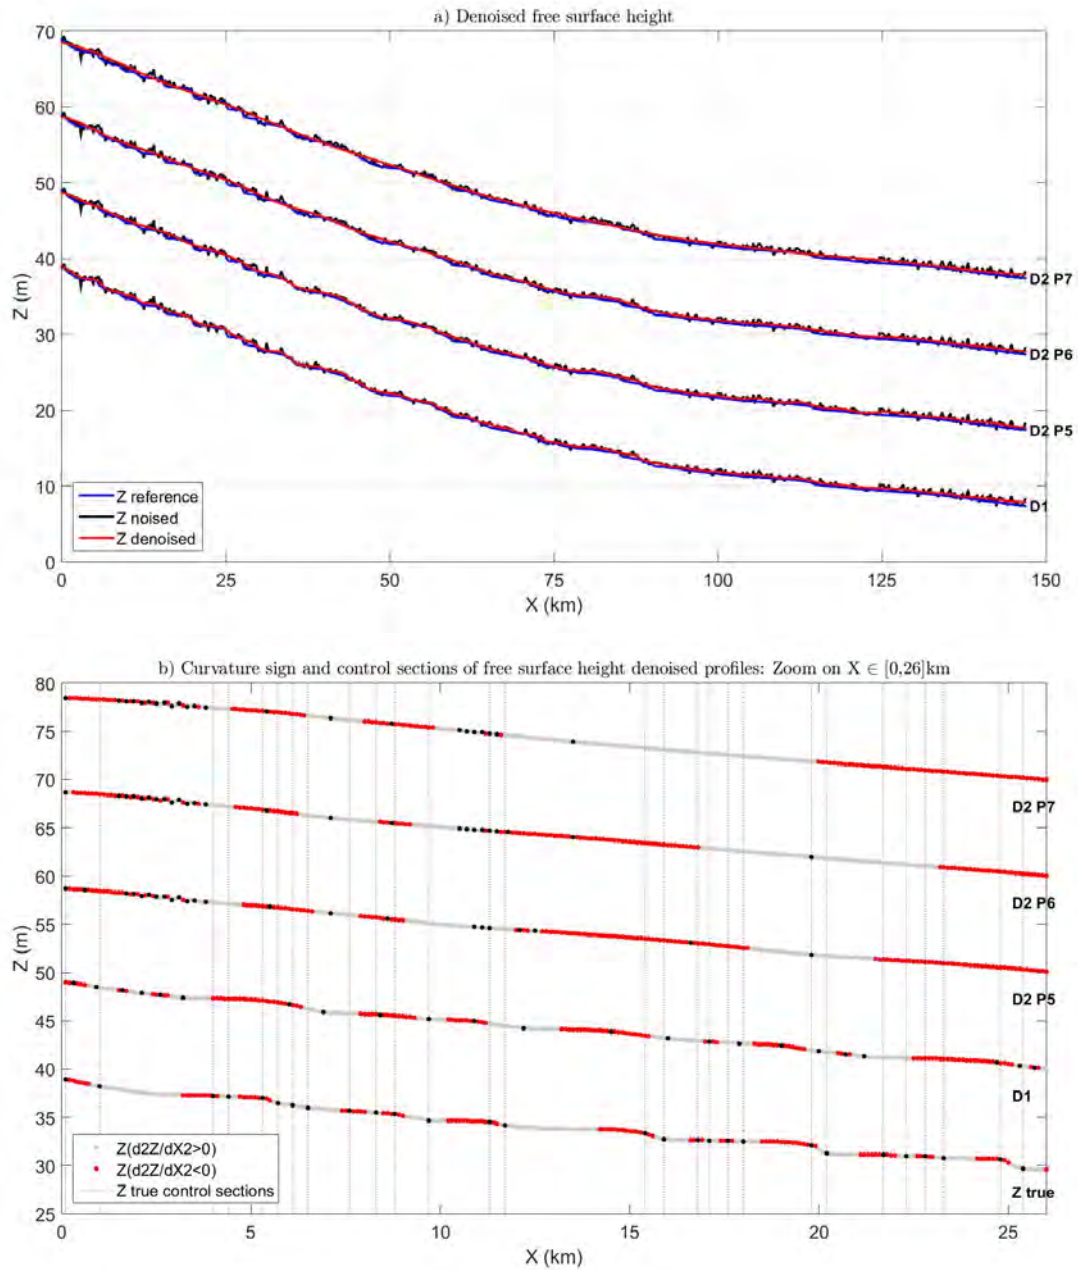 a) Denoised free surface height
70
60
50
40
30
20
10
0
Z (m)
D2 P7
D2 P6
D2 P5
D1
Z reference
Z noised
Z denoised
0 25 50 75 100 125 150
X (km)
b) Curvature sign and control sections of free surface height denoised profiles: Zoom on X ∈ [0,26]km
80
75
70
65
60
55
50
45
40
35
30
25
Z (m)
D2 P7
D2 P6
D2 P5
D1
Z true
Z(d2Z/dX2>0)
Z(d2Z/dX2<0)
Z true control sections
0 5 10 15 20 25
X (km)